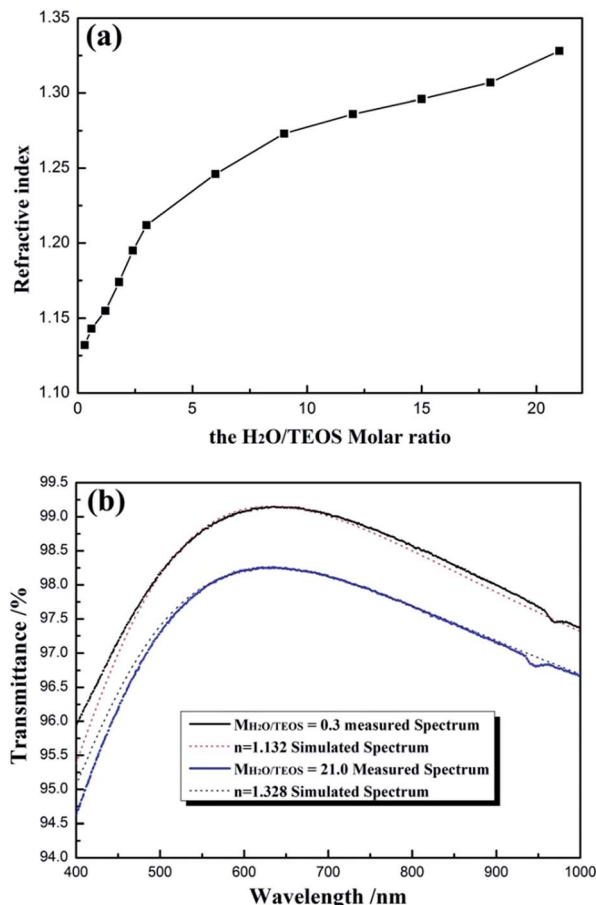 (a)
1.35
1.30
1.25
1.20
1.15
1.10
Refractive index
0 5 10 15 20
the H2O/TEOS Molar ratio
(b)
99.5
99.0
98.5
98.0
97.5
97.0
96.5
96.0
95.5
95.0
94.5
94.0
Transmittance /%
MH2O/TEOS = 0.3 measured Spectrum
n=1.132 Simulated Spectrum
MH2O/TEOS = 21.0 Measured Spectrum
n=1.328 Simulated Spectrum
400 500 600 700 800 900 1000
Wavelength /nm